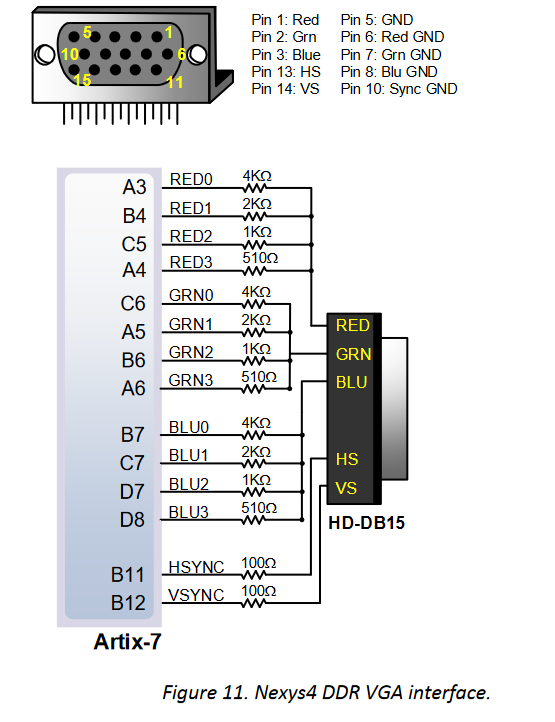 Pin 1: Red Pin 5: GND
Pin 2: Grn Pin 6: Red GND
Pin 3: Blue Pin 7: Grn GND
Pin 13: HS Pin 8: Blu GND
Pin 14: VS Pin 10: Sync GND
5 1
10 6
15 11
A3 RED0 4KΩ
B4 RED1 2KΩ
C5 RED2 1KΩ
A4 RED3 510Ω
C6 GRN0 4KΩ
A5 GRN1 2KΩ
B6 GRN2 1KΩ
A6 GRN3 510Ω
B7 BLU0 4KΩ
C7 BLU1 2KΩ
D7 BLU2 1KΩ
D8 BLU3 510Ω
B11 HSYNC 100Ω
B12 VSYNC 100Ω
RED
GRN
BLU
HS
VS
HD-DB15
Artix-7
Figure 11. Nexys4 DDR VGA interface.